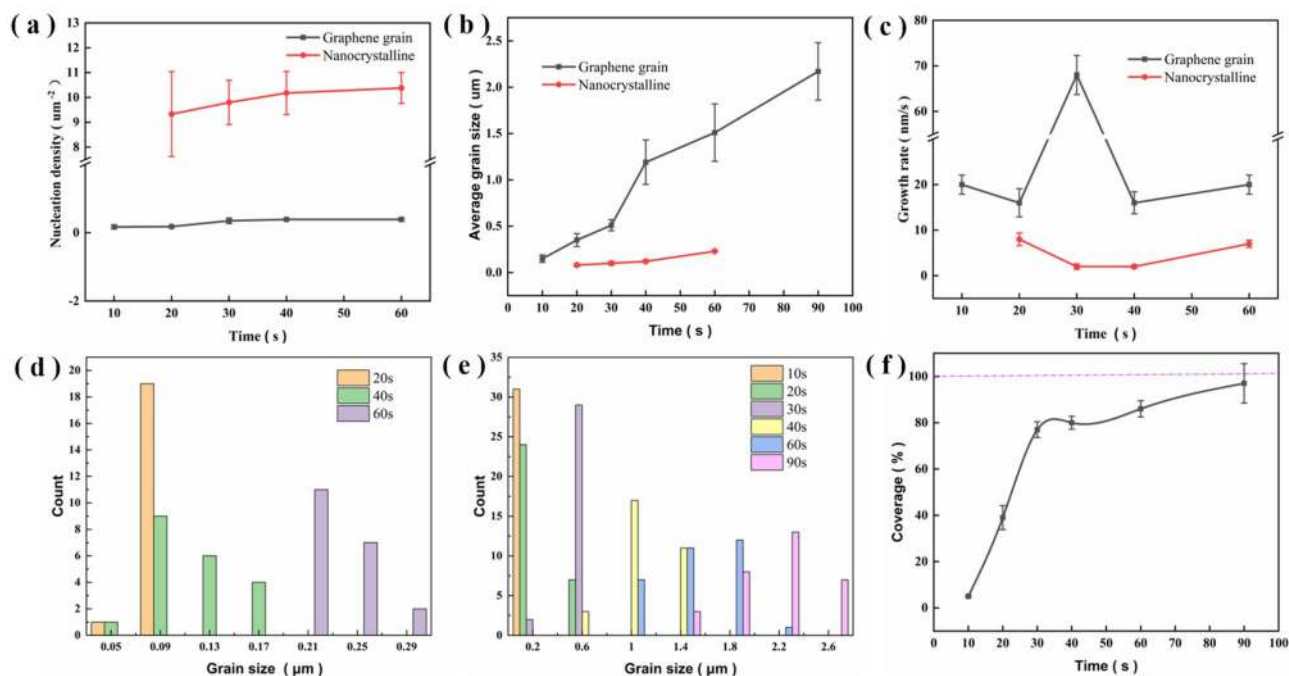 ( a )
13
12
11
10
9
8
0
-2
Nucleation density ( um-2 )
Graphene grain
Nanocrystalline
10 20 30 40 50 60
Time ( s )
( b )
2.5
2.0
1.5
1.0
0.5
0.0
Average grain size ( um )
Graphene grain
Nanocrystalline
0 10 20 30 40 50 60 70 80 90 100
Time ( s )
( c )
80
70
60
20
10
0
Growth rate ( nm/s )
Graphene grain
Nanocrystalline
10 20 30 40 50 60
Time ( s )
( d )
20
18
16
14
12
10
8
6
4
2
0
Count
20s
40s
60s
0.05 0.09 0.13 0.17 0.21 0.25 0.29
Grain size ( μm )
( e )
35
30
25
20
15
10
5
0
Count
10s
20s
30s
40s
60s
90s
0.2 0.6 1 1.4 1.8 2.2 2.6
Grain size ( μm )
( f )
100
80
60
40
20
0
Coverage ( % )
0 10 20 30 40 50 60 70 80 90 100
Time ( s )